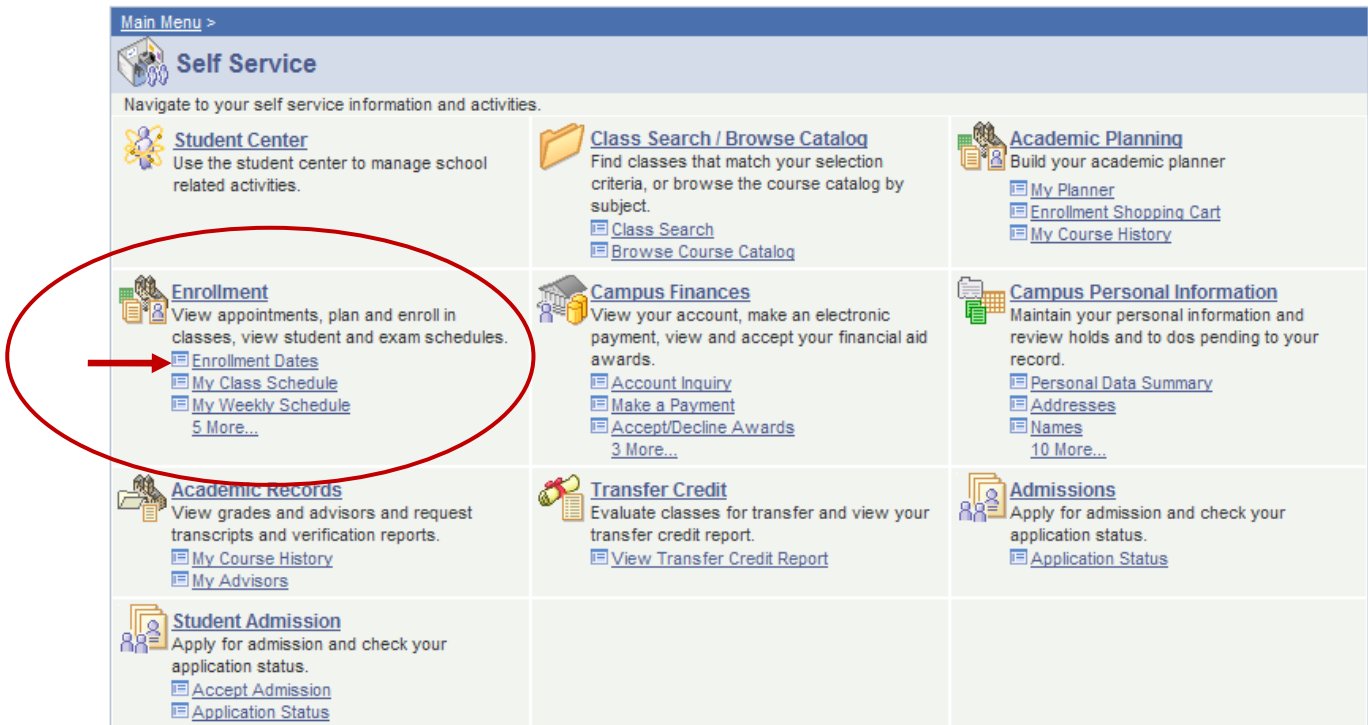 Main Menu >
Self Service
Navigate to your self service information and activities.
Student Center
Use the student center to manage school
related activities.
Class Search / Browse Catalog
Find classes that match your selection
criteria, or browse the course catalog by
subject.
Class Search
Browse Course Catalog
Academic Planning
Build your academic planner
My Planner
Enrollment Shopping Cart
My Course History
Enrollment
View appointments, plan and enroll in
classes, view student and exam schedules.
Enrollment Dates
My Class Schedule
My Weekly Schedule
5 More...
Campus Finances
View your account, make an electronic
payment, view and accept your financial aid
awards.
Account Inquiry
Make a Payment
Accept/Decline Awards
3 More...
Campus Personal Information
Maintain your personal information and
review holds and to dos pending to your
record.
Personal Data Summary
Addresses
Names
10 More...
Academic Records
View grades and advisors and request
transcripts and verification reports.
My Course History
My Advisors
Transfer Credit
Evaluate classes for transfer and view your
transfer credit report.
View Transfer Credit Report
Admissions
Apply for admission and check your
application status.
Application Status
Student Admission
Apply for admission and check your
application status.
Accept Admission
Application Status